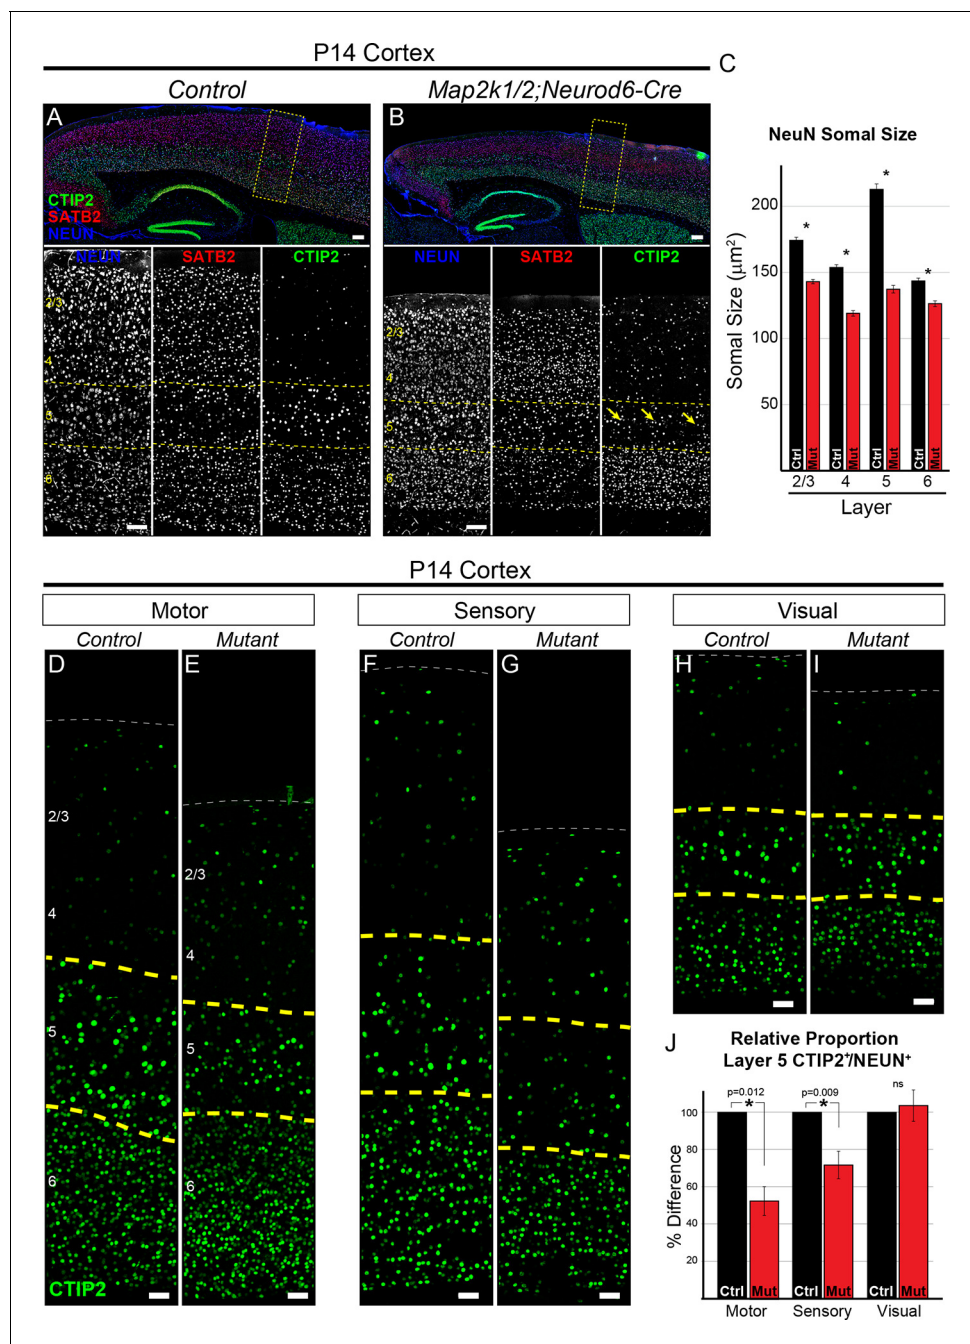 P14 Cortex
Control
Map2k1/2;Neurod6-Cre
A
CTIP2
SATB2
NEUN
B
NEUN
SATB2
CTIP2
2/3
4
5
6
NEUN
SATB2
CTIP2
2/3
4
5
6
C
NeuN Somal Size
Somal Size (μm²)
200
150
100
50
* * * *
Ctrl Mut Ctrl Mut Ctrl Mut Ctrl Mut
2/3 4 5 6
Layer
P14 Cortex
Motor
Control Mutant
D E
2/3
4
5
6
2/3
4
5
6
CTIP2
Sensory
Control Mutant
F G
Visual
Control Mutant
H I
J
Relative Proportion
Layer 5 CTIP2⁺/NEUN⁺
p=0.012 p=0.009 ns
* *
% Difference
100
80
60
40
20
Ctrl Mut Ctrl Mut Ctrl Mut
Motor Sensory Visual